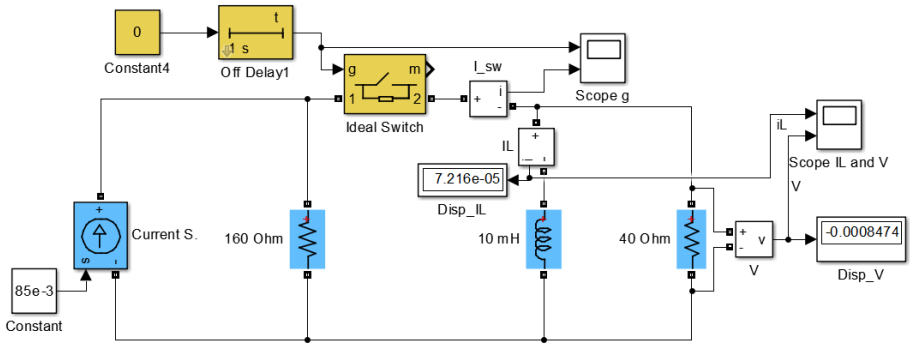 0
Constant4
t
1 s
Off Delay1
g
m
1
2
Ideal Switch
I_sw
+
i
-
Scope g
iL
Scope IL and V
V
IL
+
i
-
7.216e-05
Disp_IL
+
s
-
Current S.
+
160 Ohm
+
10 mH
+
40 Ohm
+
-
v
V
-0.0008474
Disp_V
85e-3
Constant